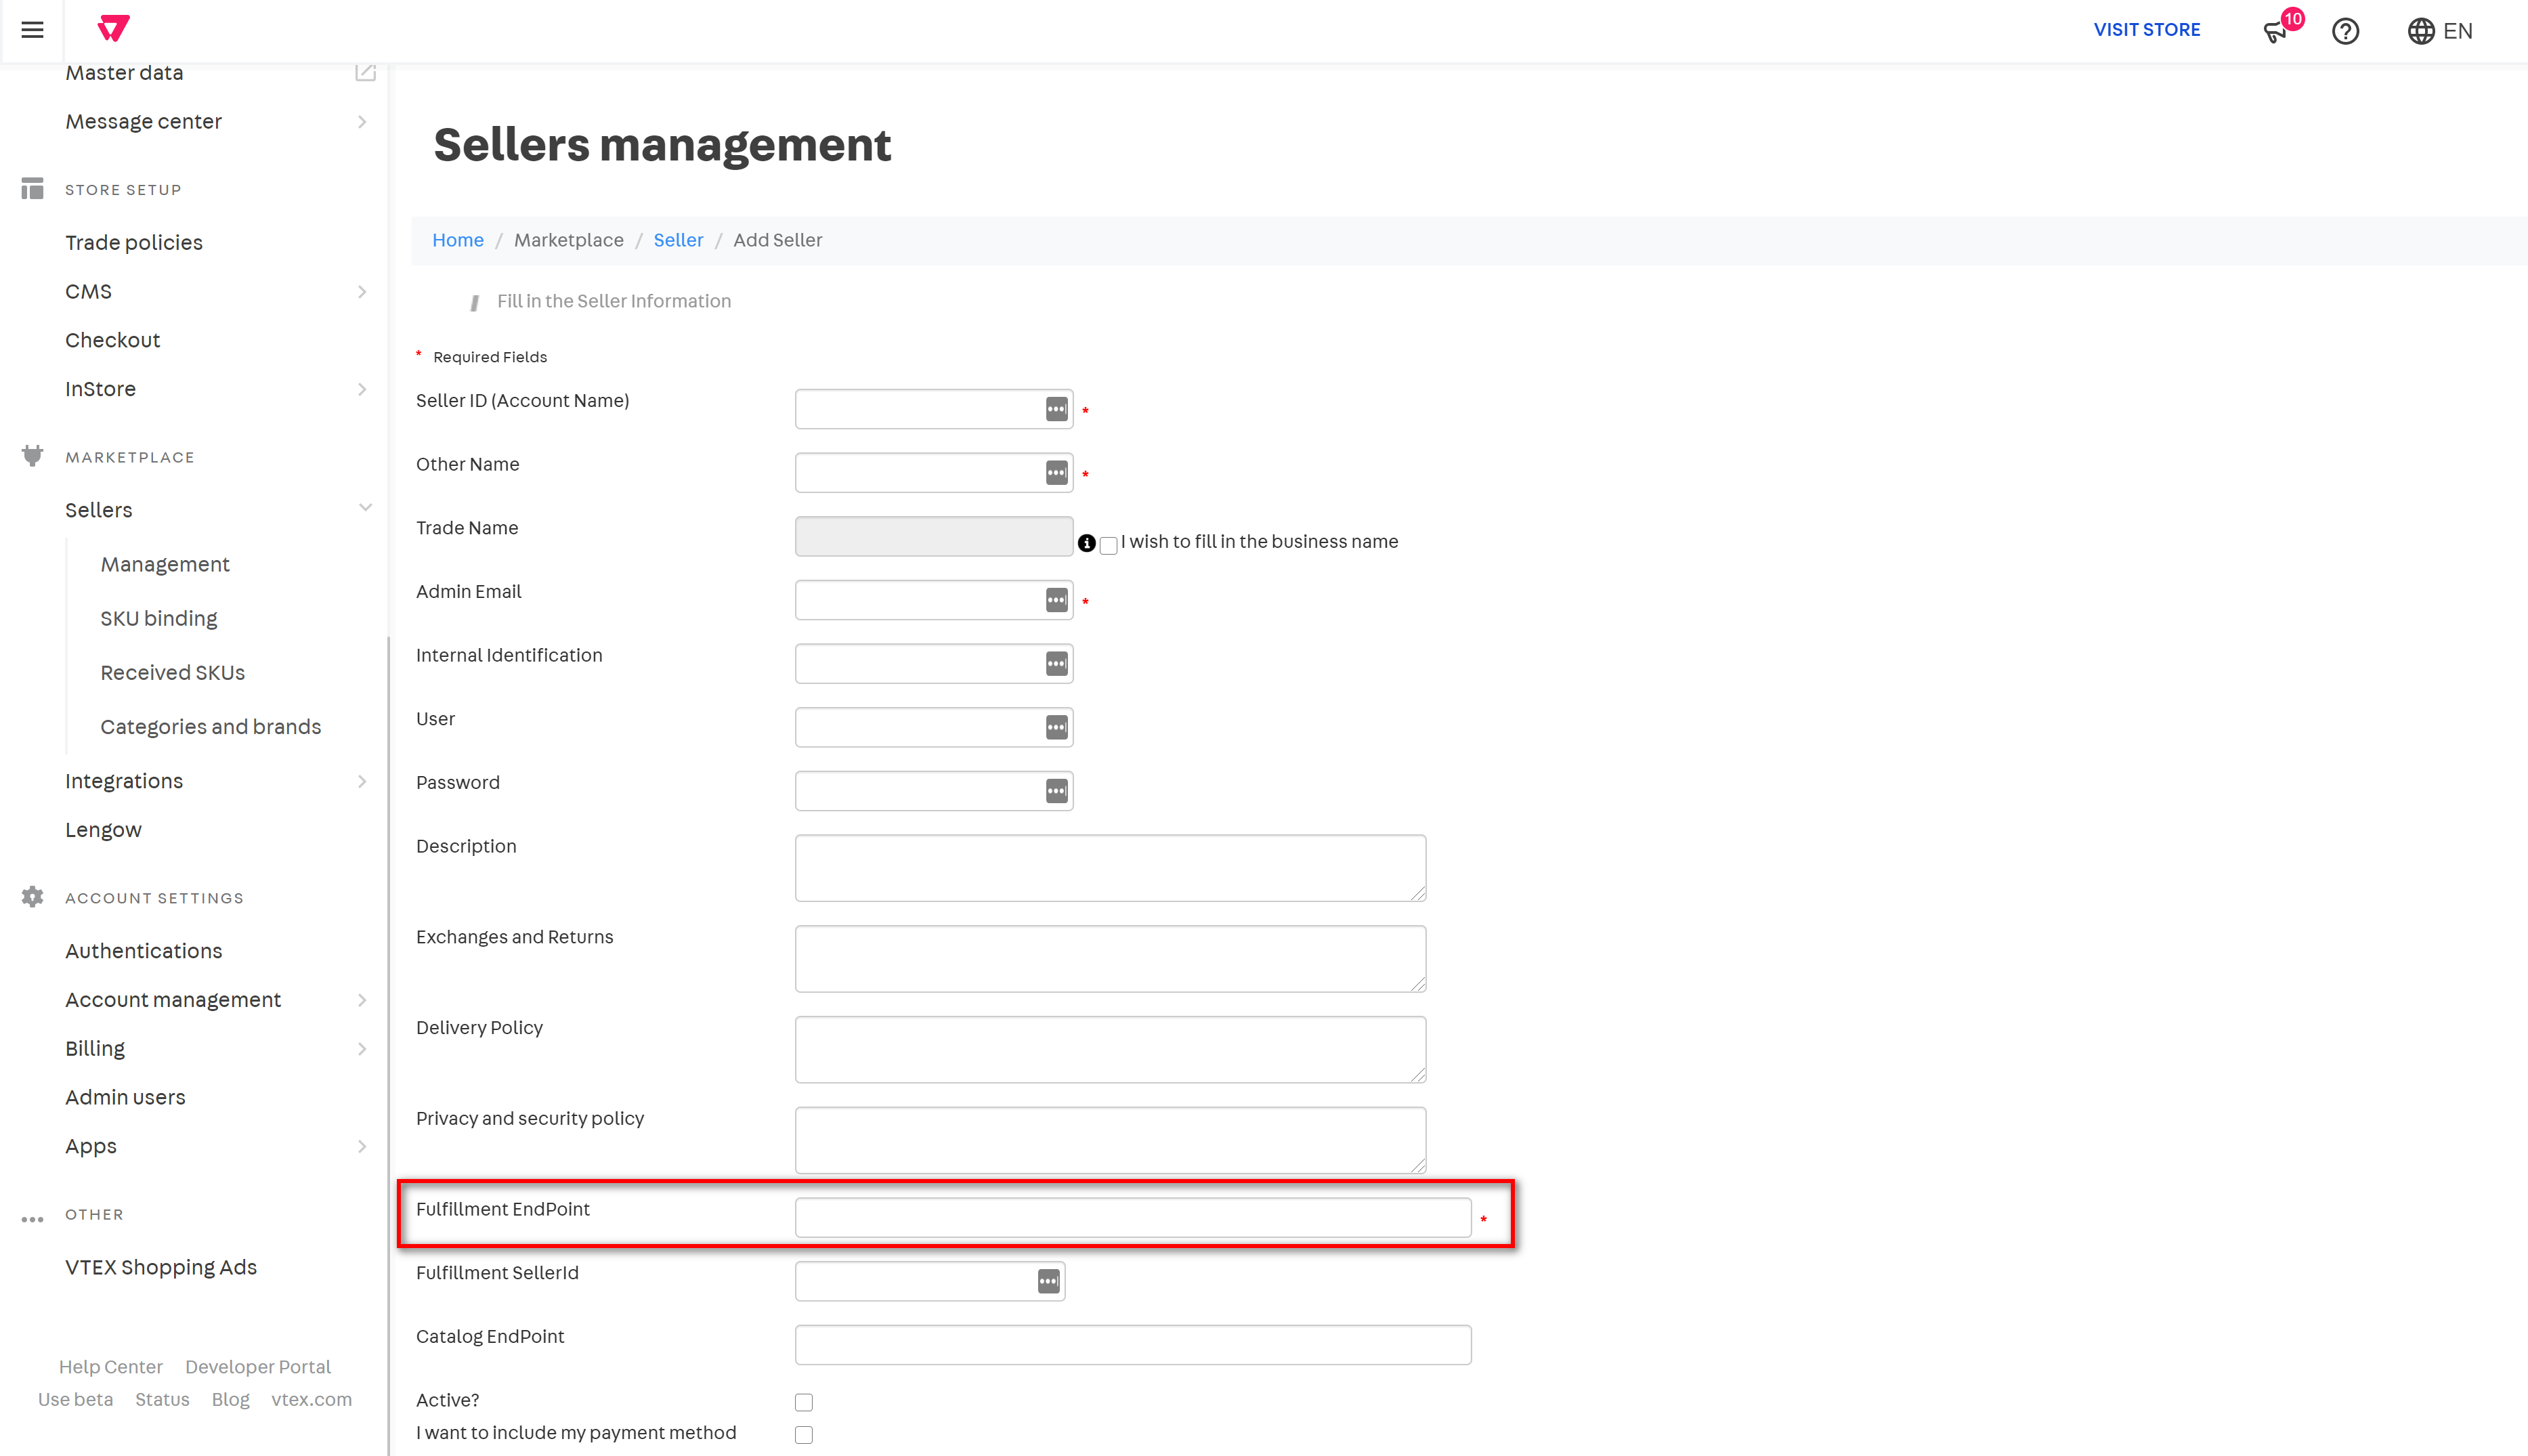 VISIT STORE
10
EN
Master data
Message center
STORE SETUP
Trade policies
CMS
Checkout
InStore
MARKETPLACE
Sellers
Management
SKU binding
Received SKUs
Categories and brands
Integrations
Lengow
ACCOUNT SETTINGS
Authentications
Account management
Billing
Admin users
Apps
OTHER
VTEX Shopping Ads
Help Center Developer Portal
Use beta Status Blog vtex.com
Sellers management
Home / Marketplace / Seller / Add Seller
Fill in the Seller Information
* Required Fields
Seller ID (Account Name) *
Other Name *
Trade Name I wish to fill in the business name
Admin Email *
Internal Identification
User
Password
Description
Exchanges and Returns
Delivery Policy
Privacy and security policy
Fulfillment EndPoint *
Fulfillment SellerId
Catalog EndPoint
Active?
I want to include my payment method